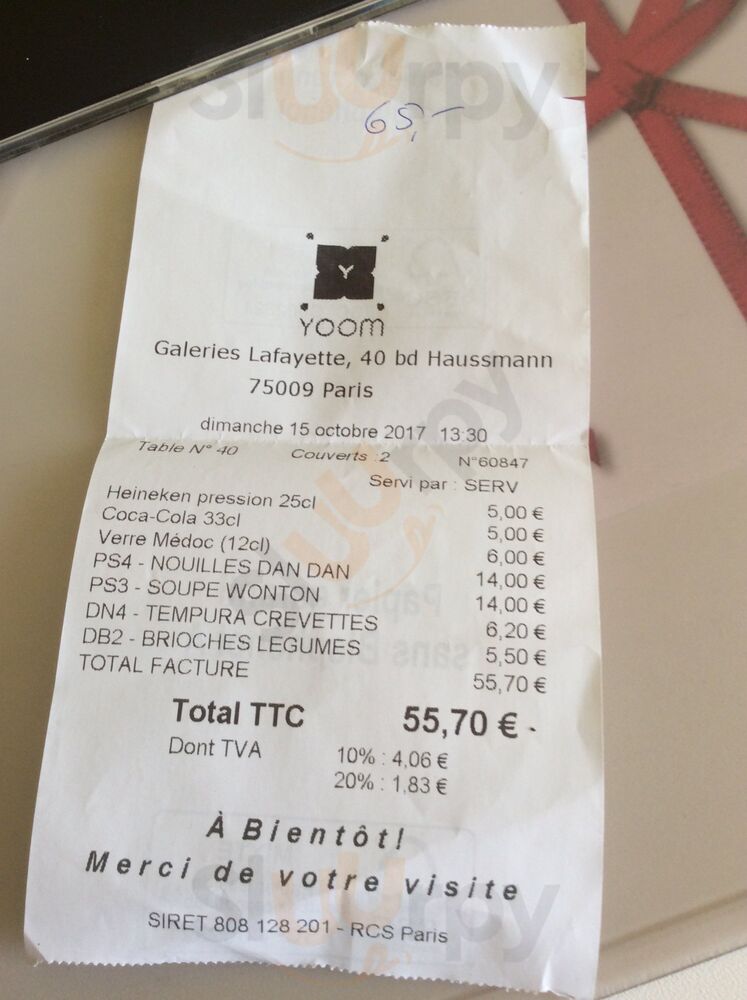 65,-
Y
YOOM
Galeries Lafayette, 40 bd Haussmann
75009 Paris
dimanche 15 octobre 2017 13:30
Table N° 40 Couverts :2 N°60847
Servi par : SERV
Heineken pression 25cl 5,00 €
Coca-Cola 33cl 5,00 €
Verre Médoc (12cl) 6,00 €
PS4 - NOUILLES DAN DAN 14,00 €
PS3 - SOUPE WONTON 14,00 €
DN4 - TEMPURA CREVETTES 6,20 €
DB2 - BRIOCHES LEGUMES 5,50 €
TOTAL FACTURE 55,70 €
Total TTC 55,70 € -
Dont TVA 10% : 4,06 €
20% : 1,83 €
À Bientôt!
Merci de votre visite
SIRET 808 128 201 - RCS Paris
sluurpy
sluurpy
sluurpy